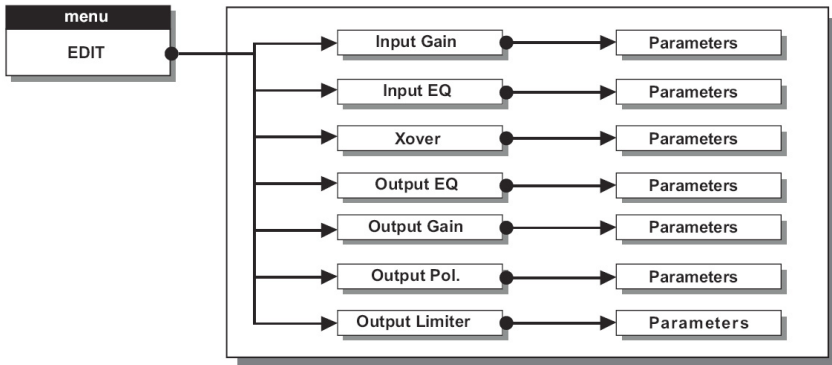 menu
EDIT
Input Gain
Parameters
Input EQ
Parameters
Xover
Parameters
Output EQ
Parameters
Output Gain
Parameters
Output Pol.
Parameters
Output Limiter
Parameters